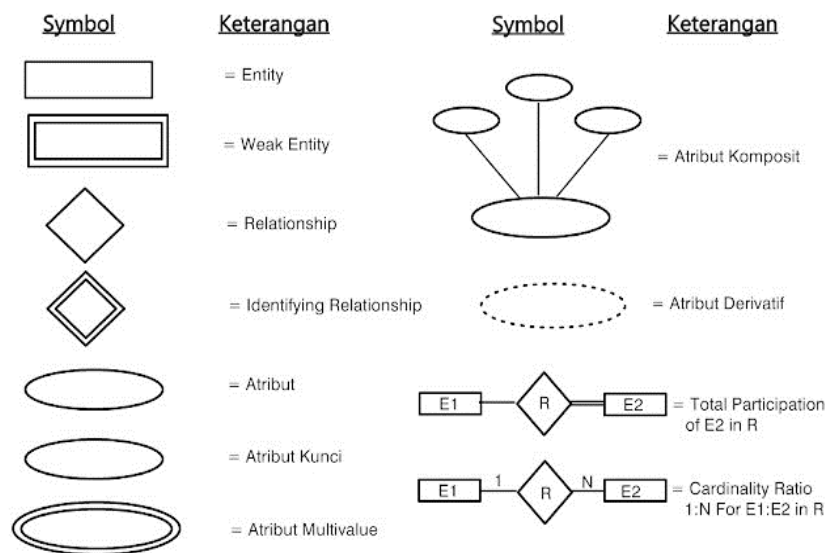 Symbol
Keterangan
= Entity
= Weak Entity
= Relationship
= Identifying Relationship
= Atribut
= Atribut Kunci
= Atribut Multivalue
Symbol
Keterangan
= Atribut Komposit
= Atribut Derivatif
E1 R E2 = Total Participation
of E2 in R
E1 1 R N E2 = Cardinality Ratio
1:N For E1:E2 in R